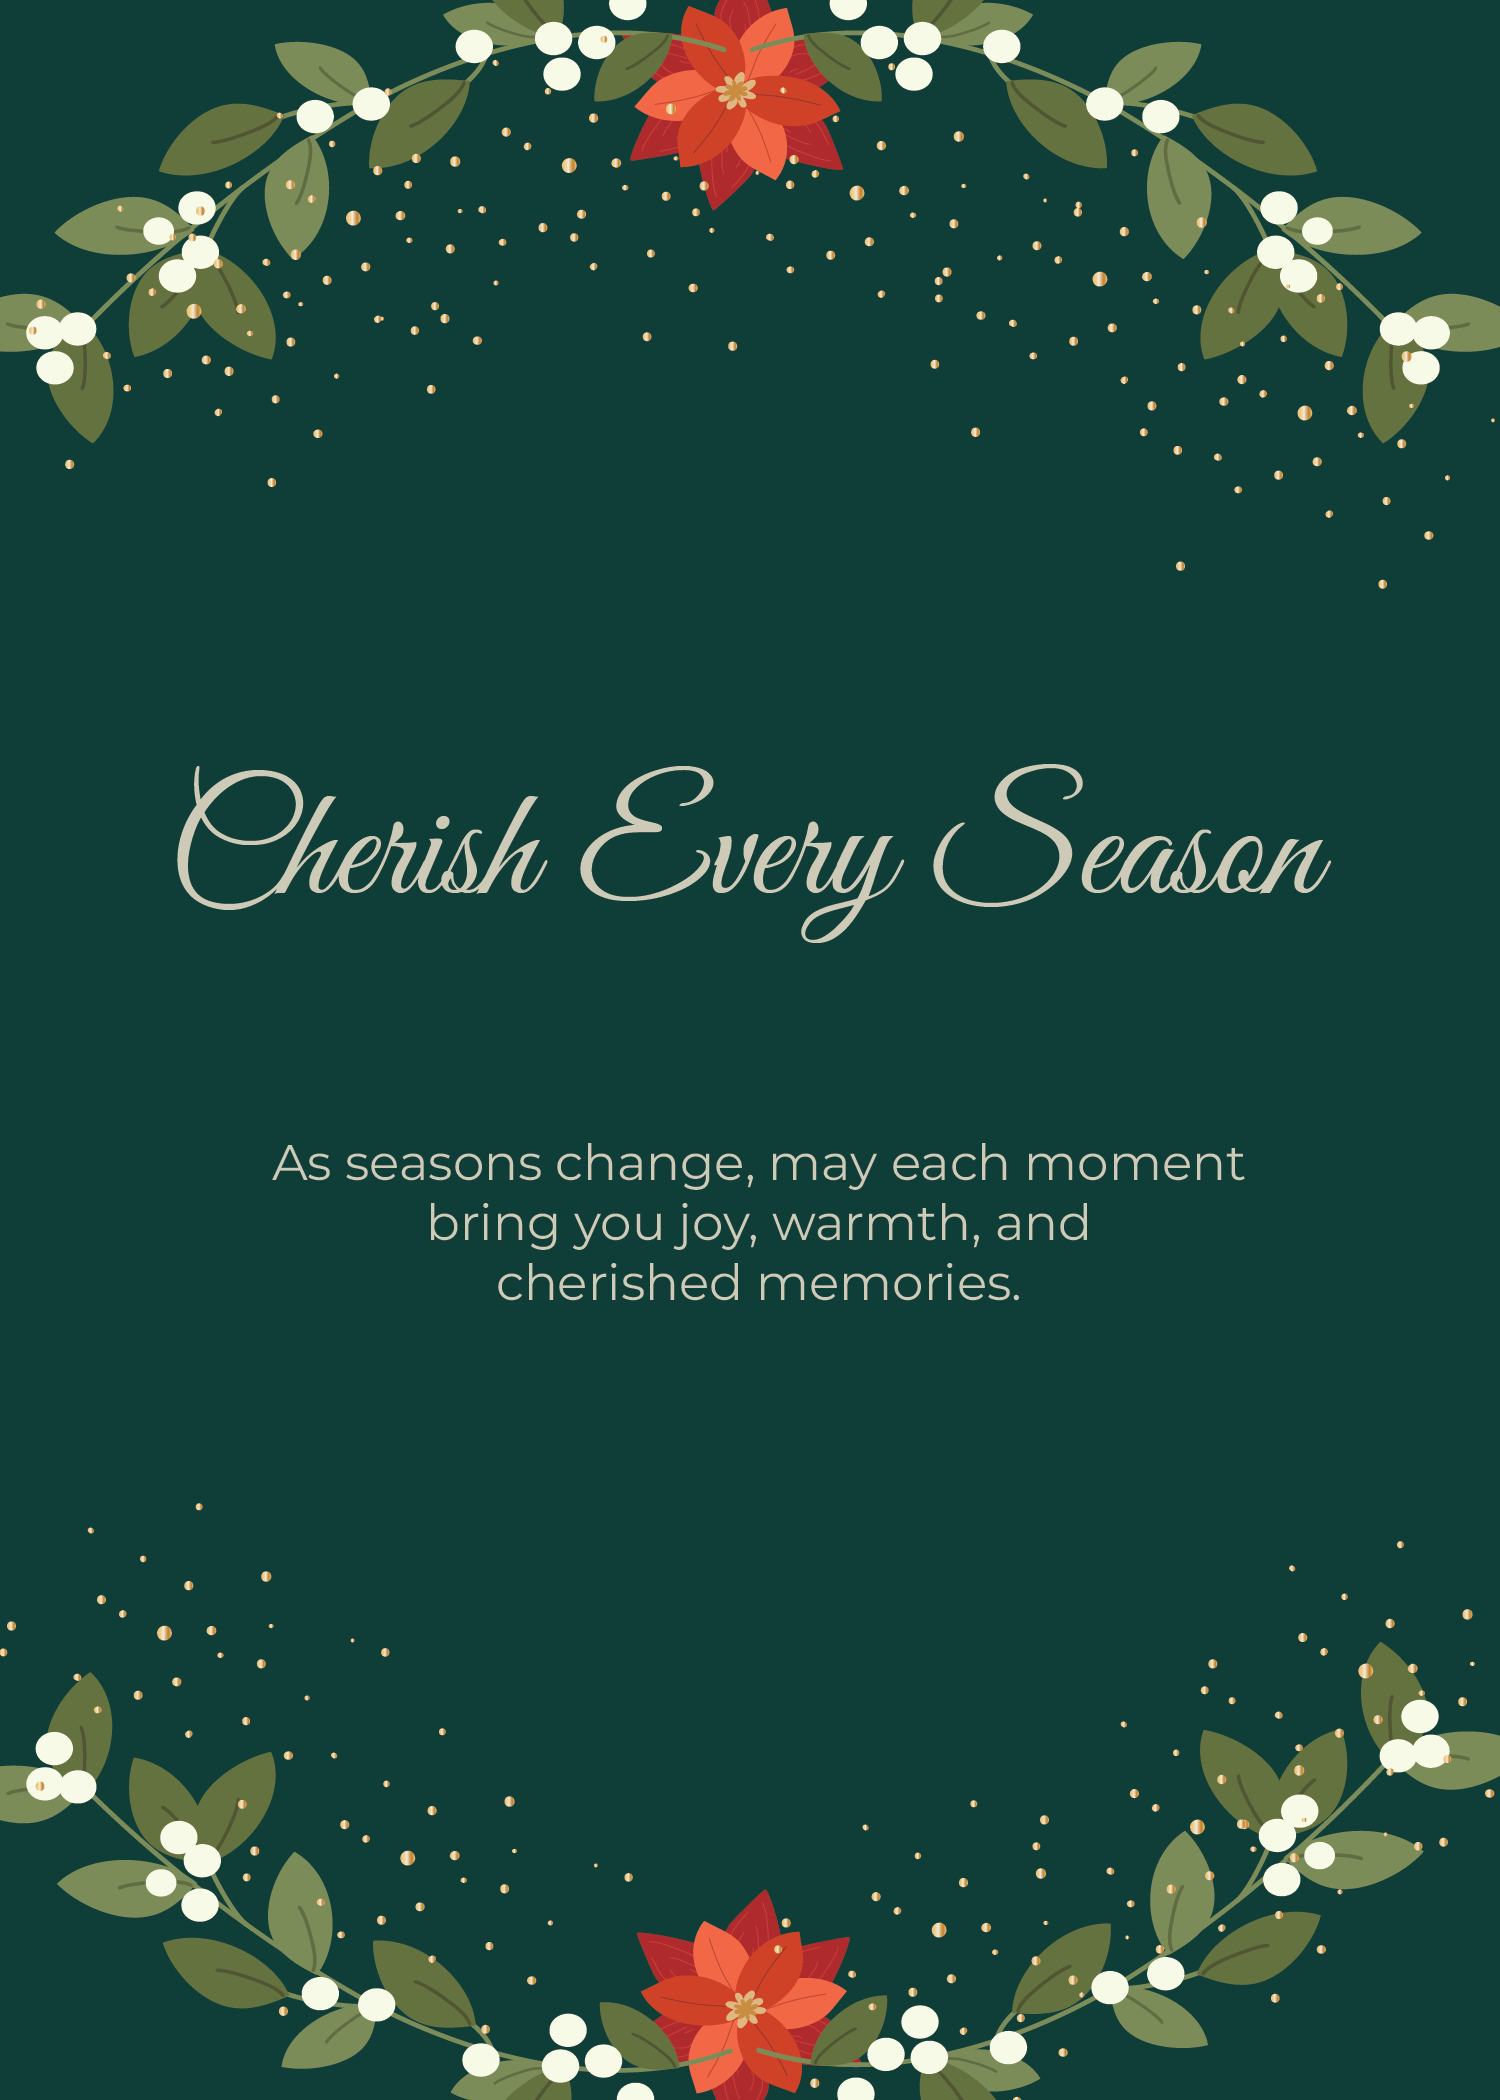 Cherish Every Season
As seasons change, may each moment
bring you joy, warmth, and
cherished memories.